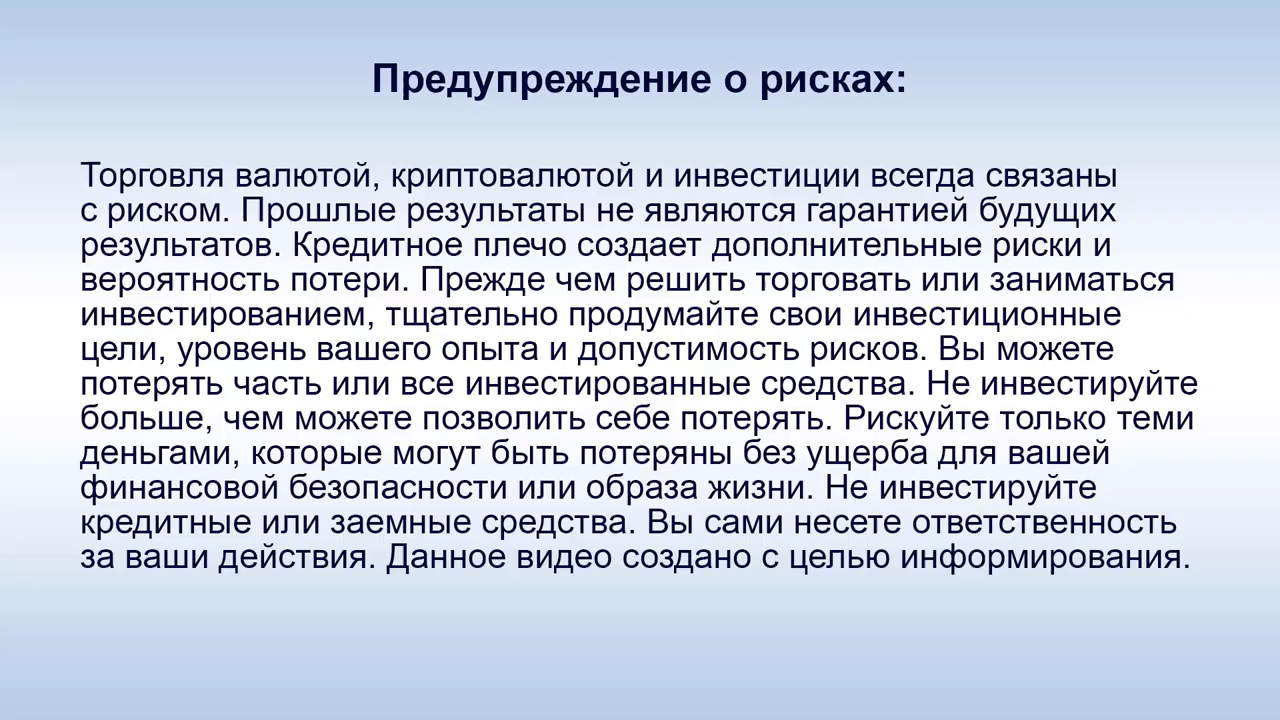 Предупреждение о рисках:
Торговля валютой, криптовалютой и инвестиции всегда связаны
с риском. Прошлые результаты не являются гарантией будущих
результатов. Кредитное плечо создает дополнительные риски и
вероятность потери. Прежде чем решить торговать или заниматься
инвестированием, тщательно продумайте свои инвестиционные
цели, уровень вашего опыта и допустимость рисков. Вы можете
потерять часть или все инвестированные средства. Не инвестируйте
больше, чем можете позволить себе потерять. Рискуйте только теми
деньгами, которые могут быть потеряны без ущерба для вашей
финансовой безопасности или образа жизни. Не инвестируйте
кредитные или заемные средства. Вы сами несете ответственность
за ваши действия. Данное видео создано с целью информирования.